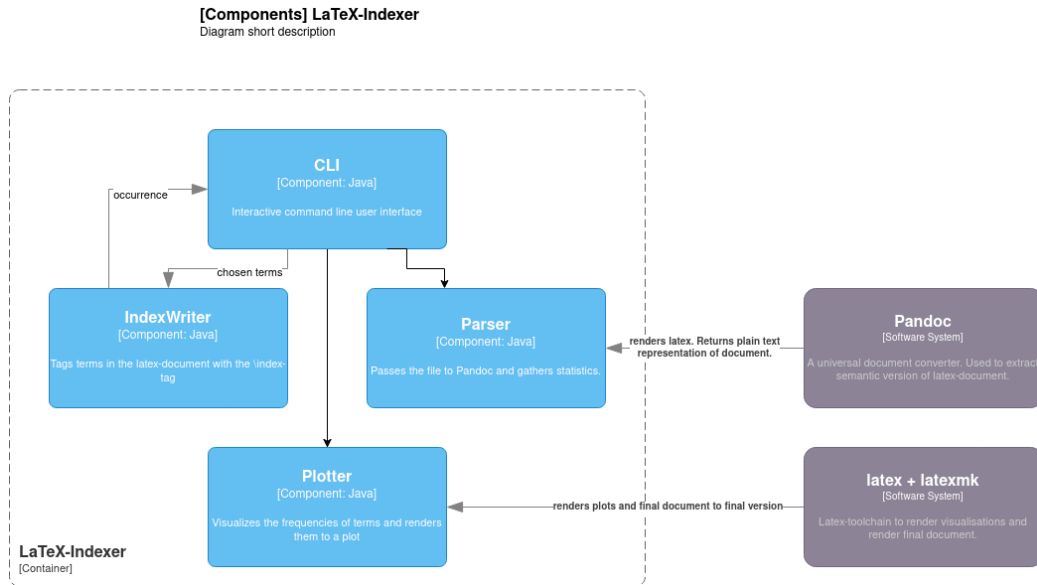 [Components] LaTeX-Indexer
Diagram short description
CLI
[Component: Java]
Interactive command line user interface
occurrence
chosen terms
IndexWriter
[Component: Java]
Tags terms in the latex-document with the \index-
tag
Parser
[Component: Java]
Passes the file to Pandoc and gathers statistics.
renders latex. Returns plain text
representation of document.
Pandoc
[Software System]
A universal document converter. Used to extract
semantic version of latex-document.
Plotter
[Component: Java]
Visualizes the frequencies of terms and renders
them to a plot
renders plots and final document to final version
latex + latexmk
[Software System]
Latex-toolchain to render visualisations and
render final document.
LaTeX-Indexer
[Container]